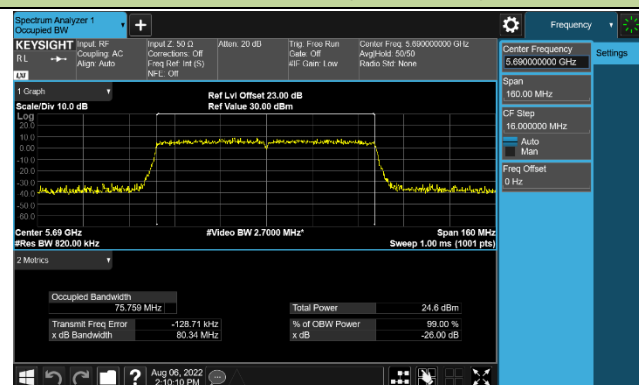 Spectrum Analyzer 1
Occupied BW
+
Frequency
KEYSIGHT
RL
LXI
Input: RF
Coupling: AC
Align: Auto
Input Z: 50 Ω
Corrections: Off
Freq Ref: Int (S)
NFE: Off
Atten: 20 dB
Trig: Free Run
Gate: Off
#IF Gain: Low
Center Freq: 5.690000000 GHz
Avg|Hold: 50/50
Radio Std: None
Center Frequency
5.690000000 GHz
Settings
Span
160.00 MHz
CF Step
16.000000 MHz
Auto
Man
Freq Offset
0 Hz
1 Graph
Scale/Div 10.0 dB
Ref Lvl Offset 23.00 dB
Ref Value 30.00 dBm
Log
20.0
10.0
0.00
-10.0
-20.0
-30.0
-40.0
-50.0
-60.0
Center 5.69 GHz
#Res BW 820.00 kHz
#Video BW 2.7000 MHz*
Span 160 MHz
Sweep 1.00 ms (1001 pts)
2 Metrics
Occupied Bandwidth
75.759 MHz
Total Power 24.6 dBm
Transmit Freq Error -128.71 kHz
% of OBW Power 99.00 %
x dB Bandwidth 80.34 MHz
x dB -26.00 dB
?
Aug 06, 2022
2:10:10 PM